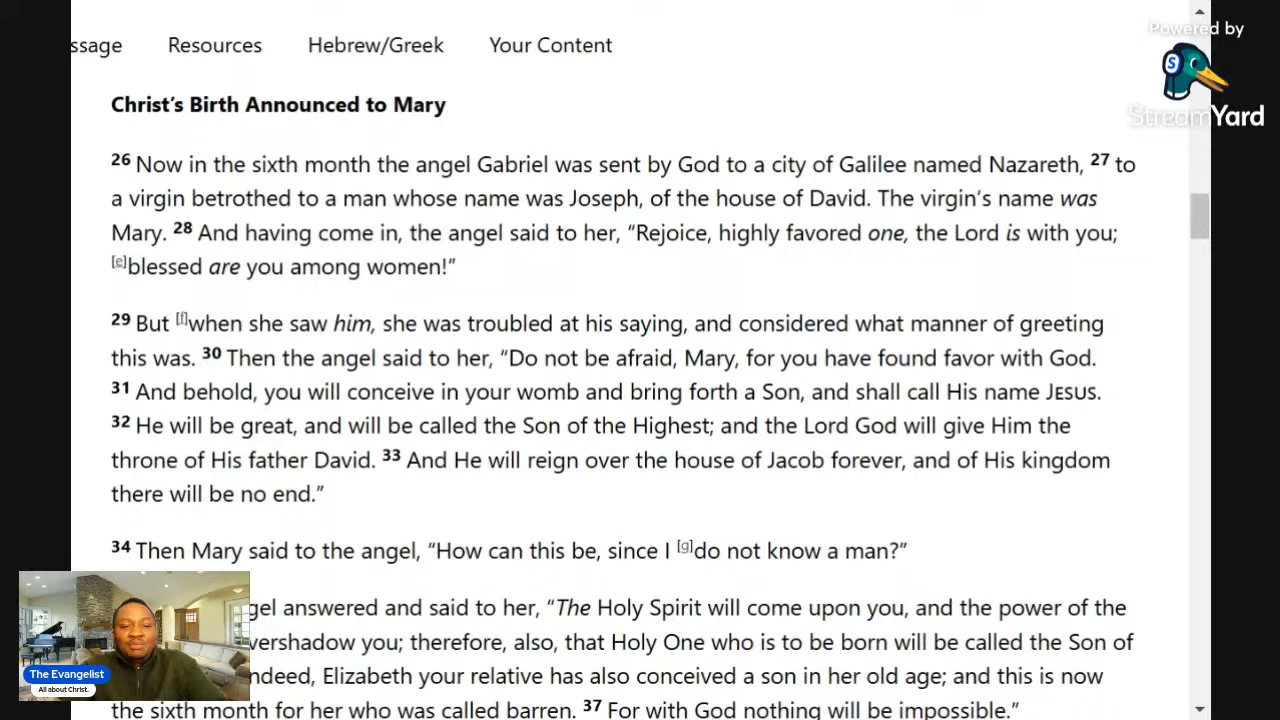 ssage Resources Hebrew/Greek Your Content
Powered by
S
StreamYard
Christ’s Birth Announced to Mary
26 Now in the sixth month the angel Gabriel was sent by God to a city of Galilee named Nazareth, 27 to
a virgin betrothed to a man whose name was Joseph, of the house of David. The virgin’s name was
Mary. 28 And having come in, the angel said to her, “Rejoice, highly favored one, the Lord is with you;
[e]blessed are you among women!”
29 But [f]when she saw him, she was troubled at his saying, and considered what manner of greeting
this was. 30 Then the angel said to her, “Do not be afraid, Mary, for you have found favor with God.
31 And behold, you will conceive in your womb and bring forth a Son, and shall call His name JESUS.
32 He will be great, and will be called the Son of the Highest; and the Lord God will give Him the
throne of His father David. 33 And He will reign over the house of Jacob forever, and of His kingdom
there will be no end.”
34 Then Mary said to the angel, “How can this be, since I [g]do not know a man?”
gel answered and said to her, “The Holy Spirit will come upon you, and the power of the
vershadow you; therefore, also, that Holy One who is to be born will be called the Son of
ndeed, Elizabeth your relative has also conceived a son in her old age; and this is now
the sixth month for her who was called barren. 37 For with God nothing will be impossible.”
The Evangelist
All about Christ.